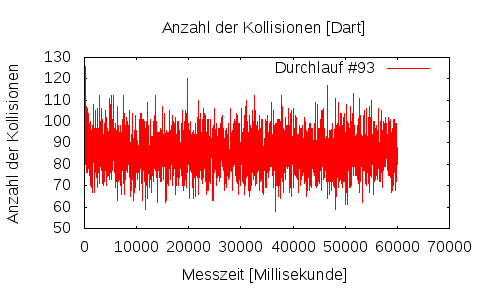 Anzahl der Kollisionen [Dart]
Durchlauf #93
Anzahl der Kollisionen
130
120
110
100
90
80
70
60
50
0 10000 20000 30000 40000 50000 60000 70000
Messzeit [Millisekunde]